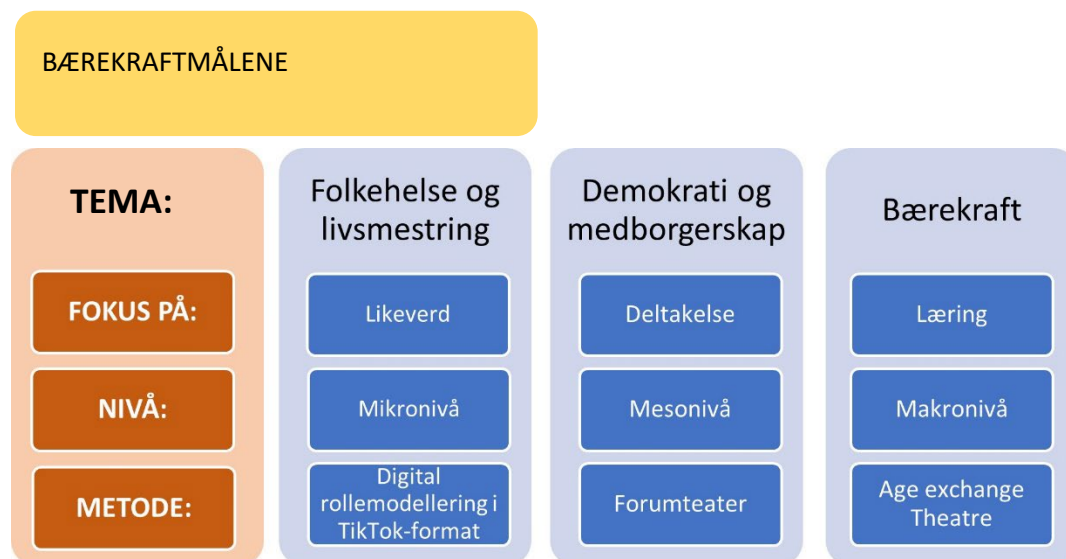 BÆREKRAFTMÅLENE
TEMA:
Folkehelse og
livsmestring
Demokrati og
medborgerskap
Bærekraft
FOKUS PÅ:
Likeverd
Deltakelse
Læring
NIVÅ:
Mikronivå
Mesonivå
Makronivå
METODE:
Digital
rollemodellering i
TikTok-format
Forumteater
Age exchange
Theatre